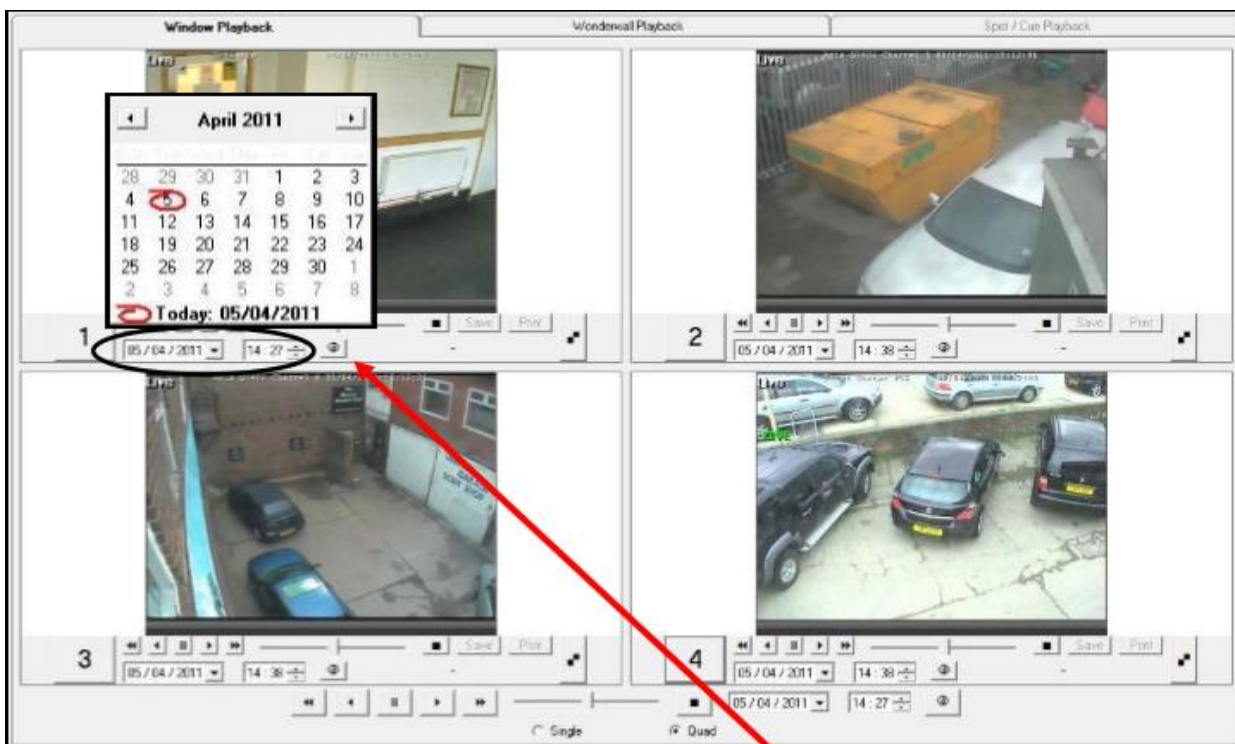 Window Playback
Wonderwall Playback
Spot / Cue Playback
Live
Live
April 2011
28 29 30 31 1 2 3
4 5 6 7 8 9 10
11 12 13 14 15 16 17
18 19 20 21 22 23 24
25 26 27 28 29 30 1
2 3 4 5 6 7 8
Today: 05/04/2011
1
Save
Print
05 / 04 / 2011
14 : 27
-
2
Save
Print
05 / 04 / 2011
14 : 38
-
Live
Live
LIVE
3
Save
Print
05 / 04 / 2011
14 : 38
-
4
Save
Print
05 / 04 / 2011
14 : 38
-
05 / 04 / 2011
14 : 27
Single
Quad